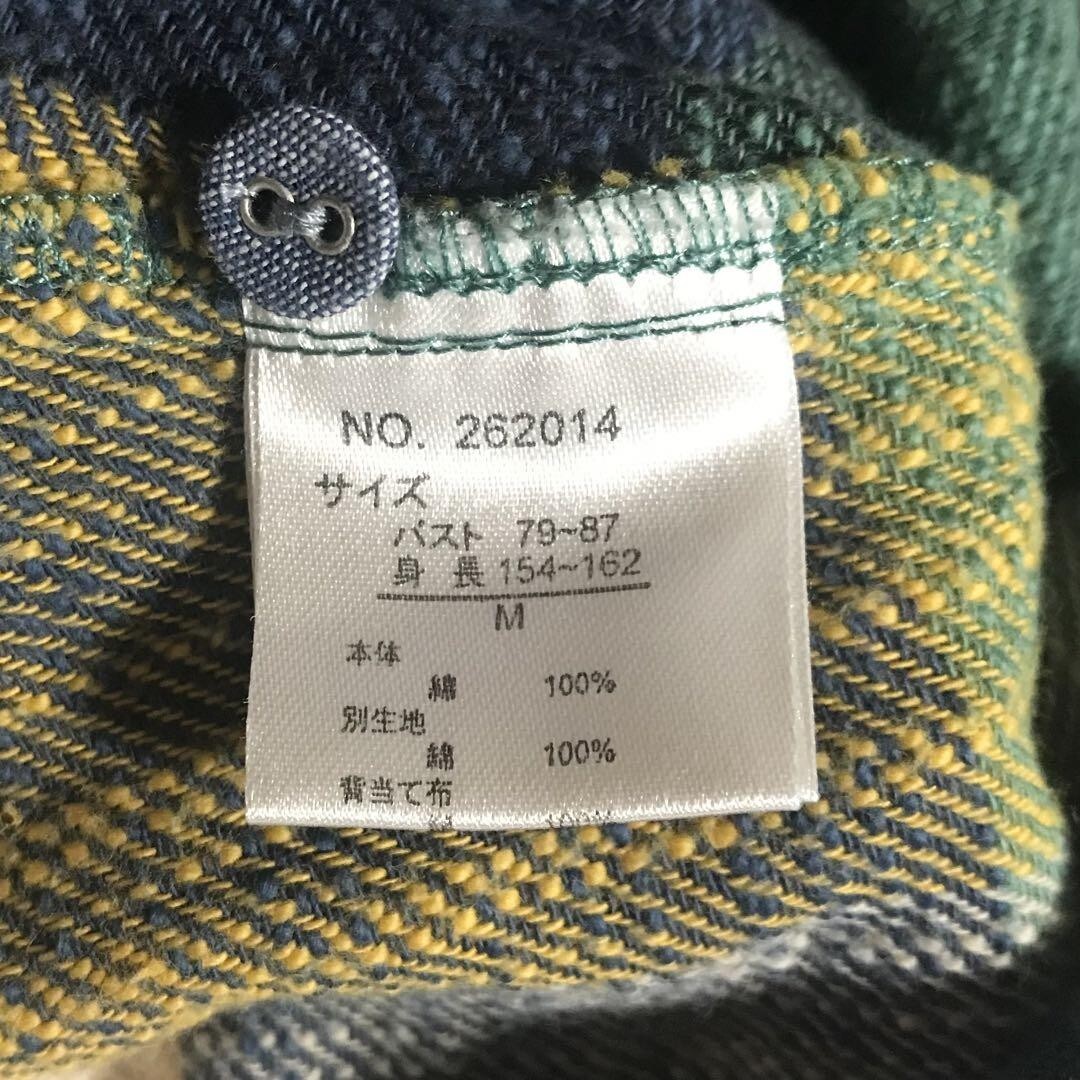 NO. 262014
サイズ
バスト 79~87
身 長 154~162
M
本体
綿 100%
別生地
綿 100%
背当て布